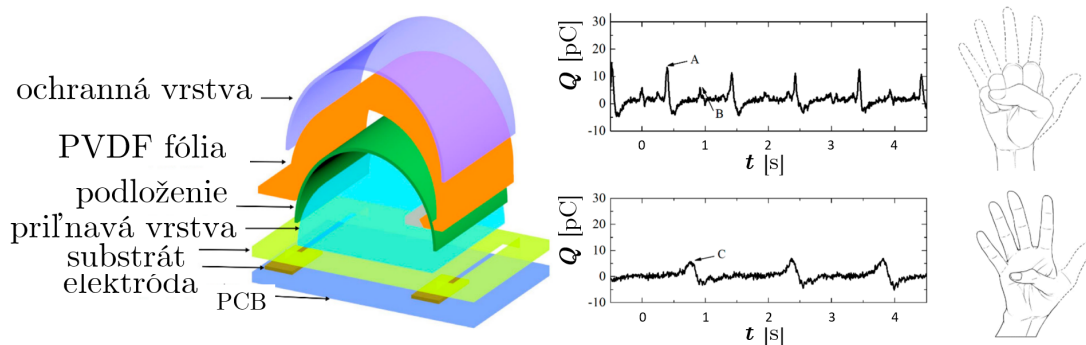 ochranná vrstva
PVDF fólia
podloženie
priľnavá vrstva
substrát
elektróda
PCB
Q [pC]
30
20
10
0
-10
A
B
0
1
2
3
4
t [s]
Q [pC]
30
20
10
0
-10
C
0
1
2
3
4
t [s]